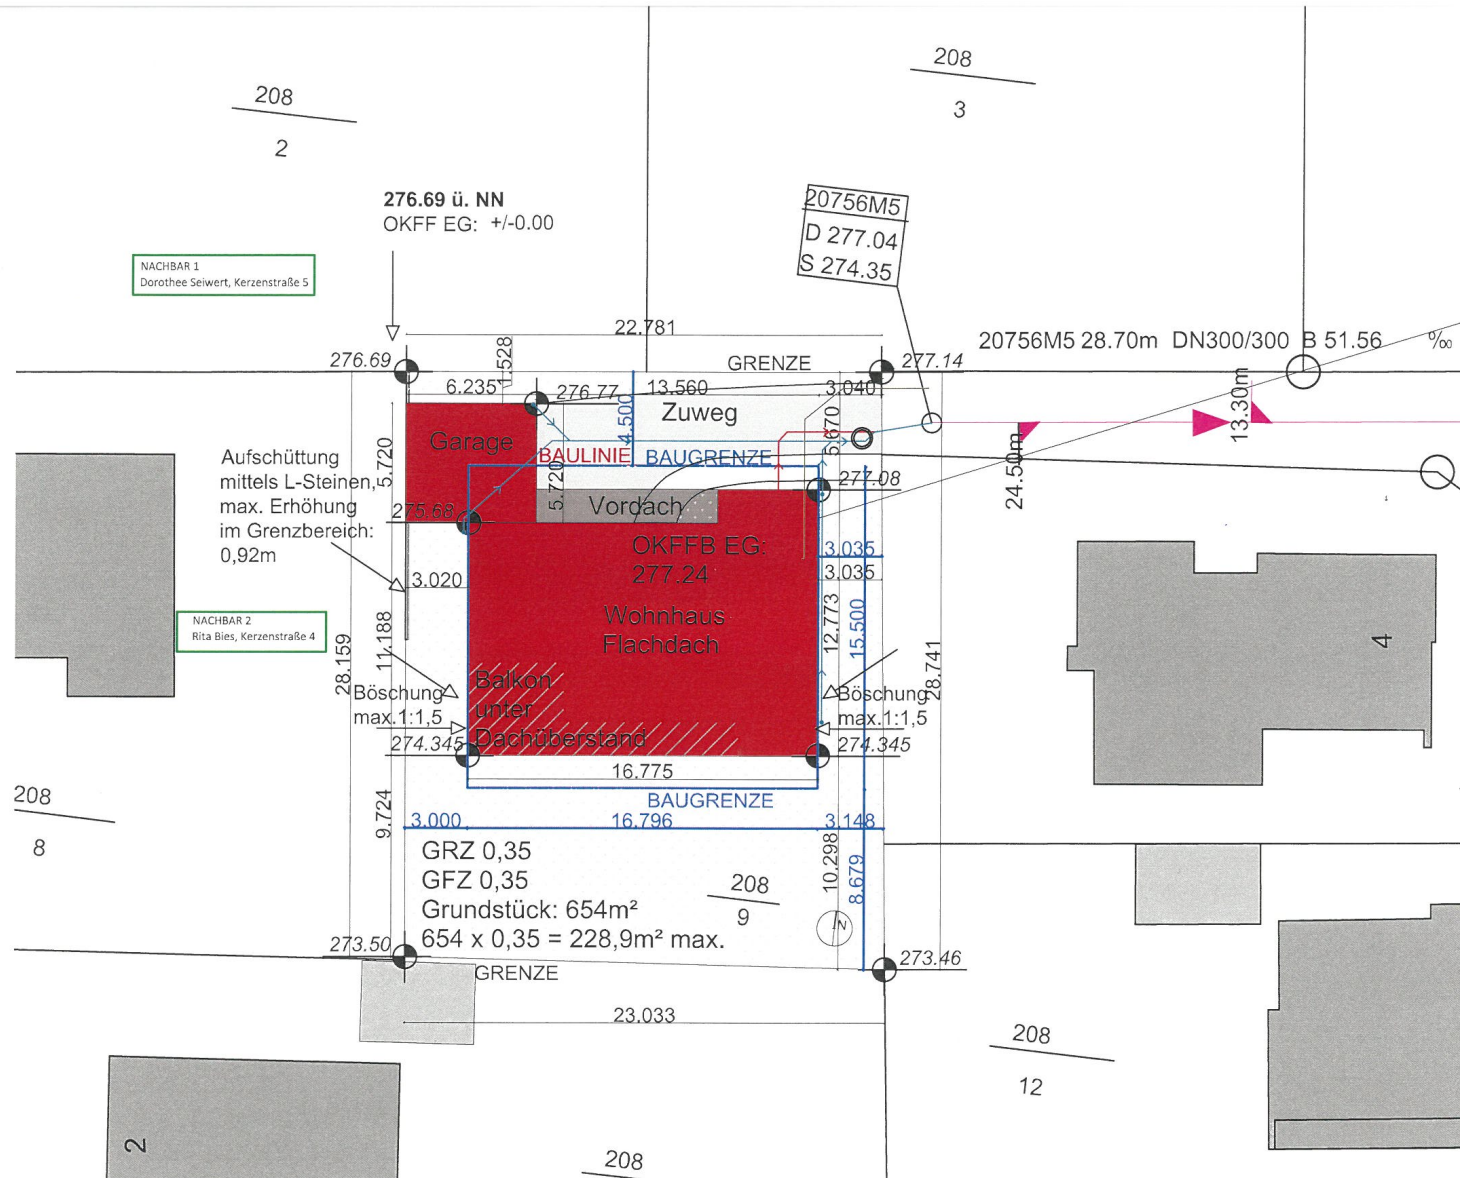 208
3
208
2
276.69 ü. NN
OKFF EG: +/-0.00
20756M5
D 277.04
S 274.35
NACHBAR 1
Dorothee Seiwert, Kerzenstraße 5
22.781
20756M5 28.70m DN300/300 B 51.56 ‰
276.69
1.528
GRENZE
277.14
6.235
276.77
13.560
3.040
13.30m
4.500
Zuweg
5.670
Garage
BAULINIE
BAUGRENZE
24.50m
Aufschüttung
mittels L-Steinen,
max. Erhöhung
im Grenzbereich:
0,92m
5.720
5.720
277.08
275.68
Vordach
OKFFB EG:
277.24
3.035
3.035
3.020
NACHBAR 2
Rita Bies, Kerzenstraße 4
Wohnhaus
Flachdach
12.773
15.500
4
28.159
11.188
28.741
Balkon
unter
Dachüberstand
Böschung
max.1:1,5
Böschung
max.1:1,5
274.345
274.345
16.775
BAUGRENZE
208
8
9.724
3.000
16.796
3.148
GRZ 0,35
GFZ 0,35
Grundstück: 654m²
654 x 0,35 = 228,9m² max.
10.298
8.679
208
9
N
273.50
GRENZE
273.46
23.033
208
12
2
208